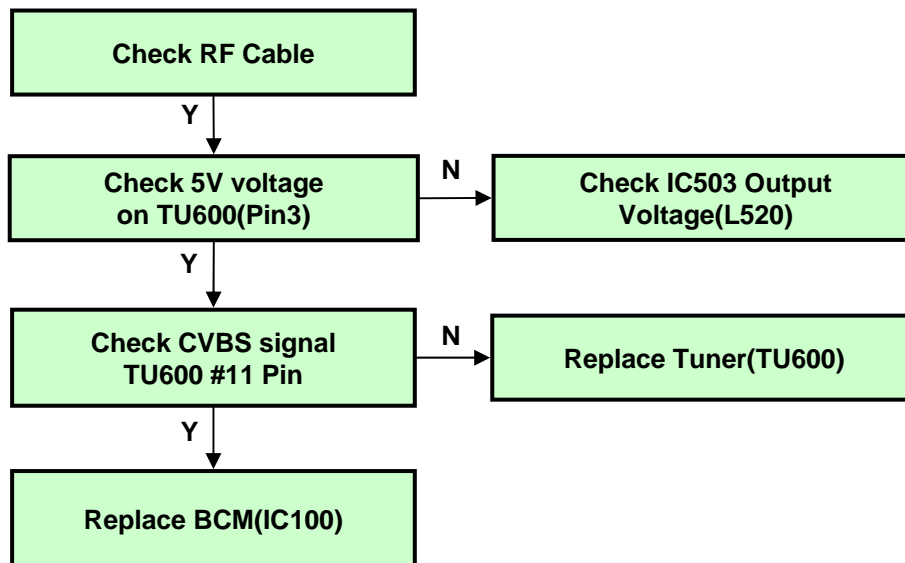 Check RF Cable
Y
Check 5V voltage
on TU600(Pin3)
N
Check IC503 Output
Voltage(L520)
Y
Check CVBS signal
TU600 #11 Pin
N
Replace Tuner(TU600)
Y
Replace BCM(IC100)